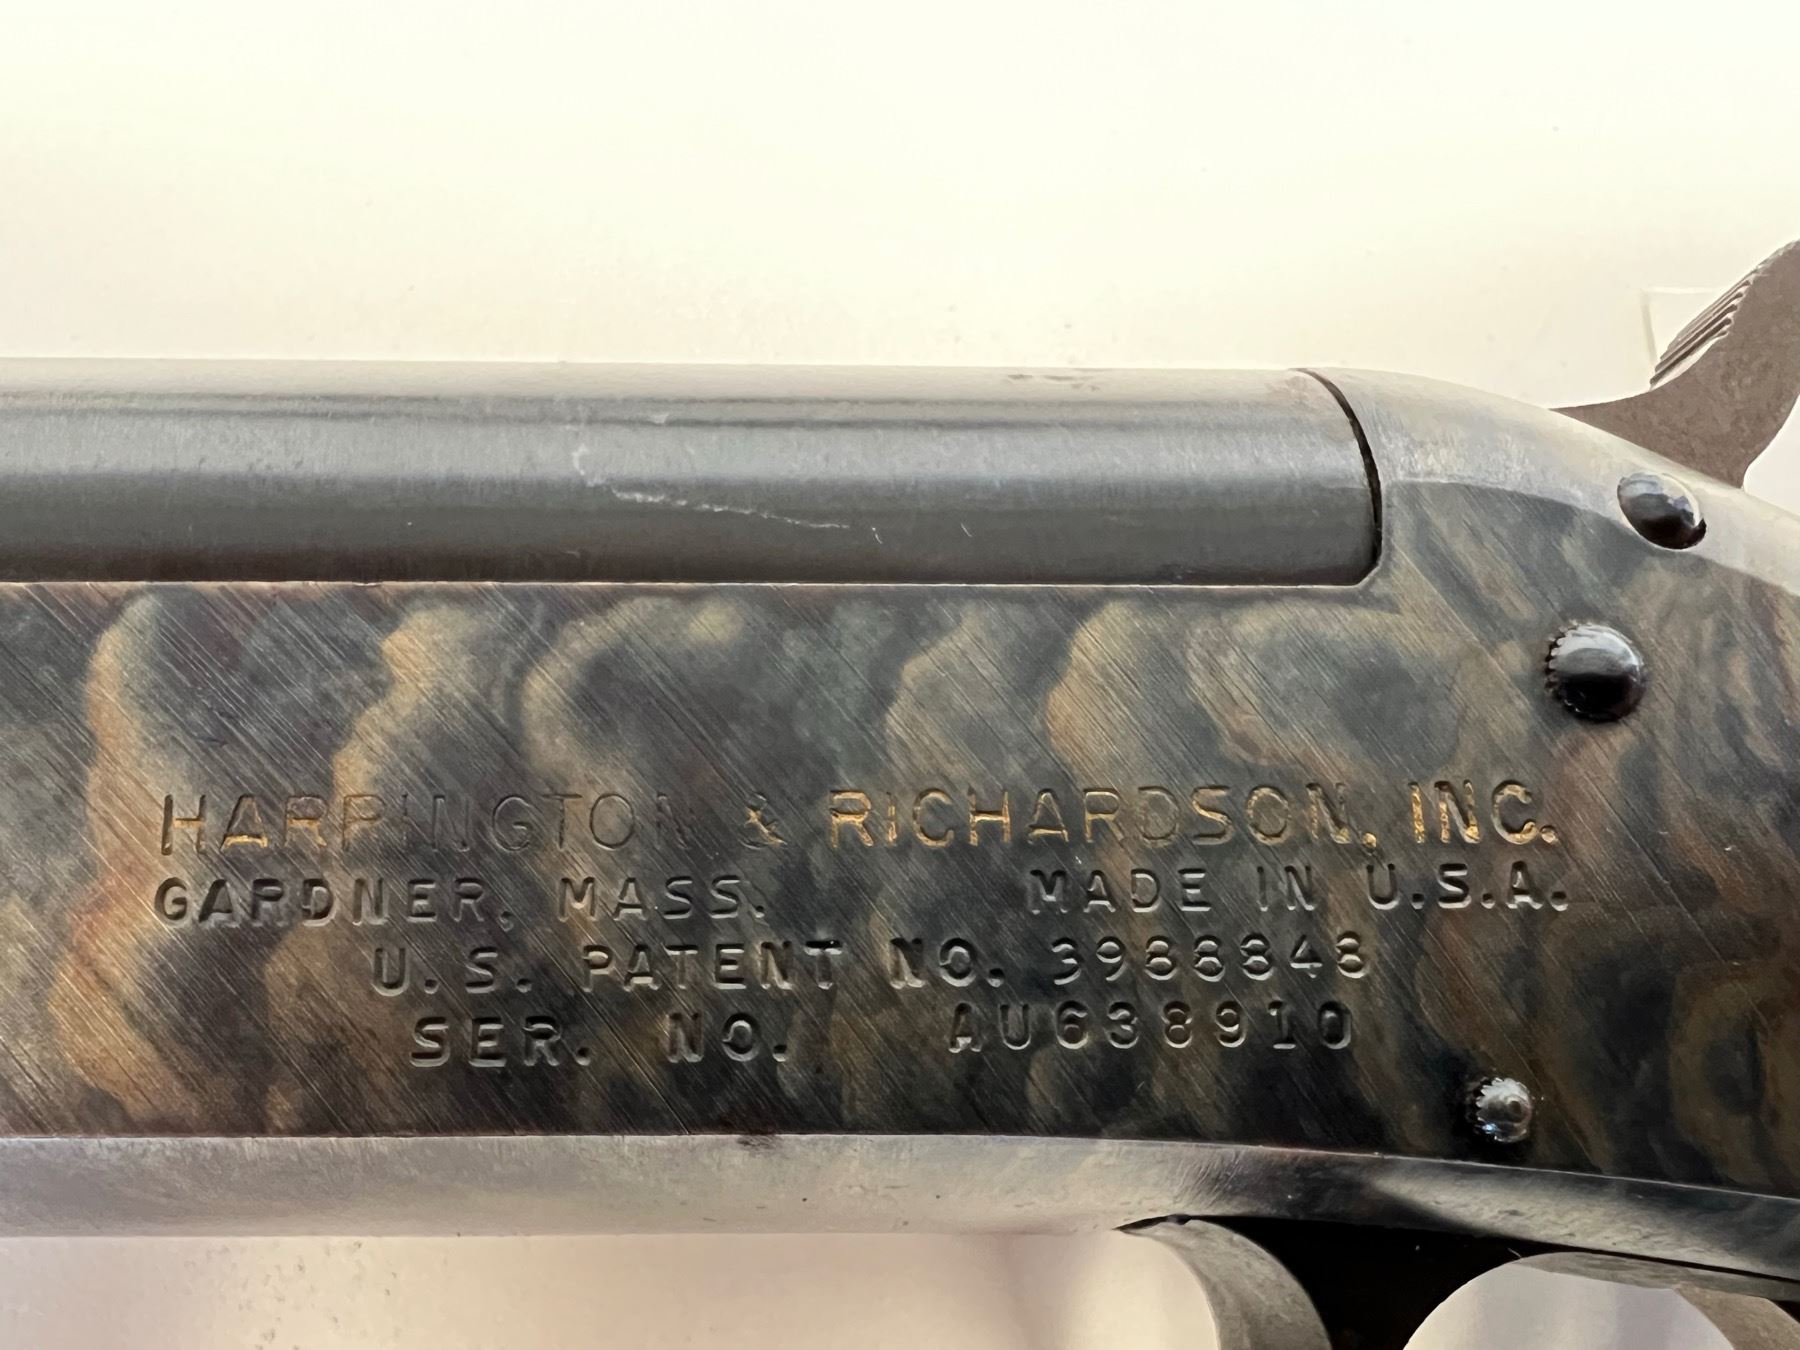 HARRINGTON & RICHARDSON, INC.
GARDNER, MASS. MADE IN U.S.A.
U.S. PATENT NO. 3988848
SER. NO. AU638910